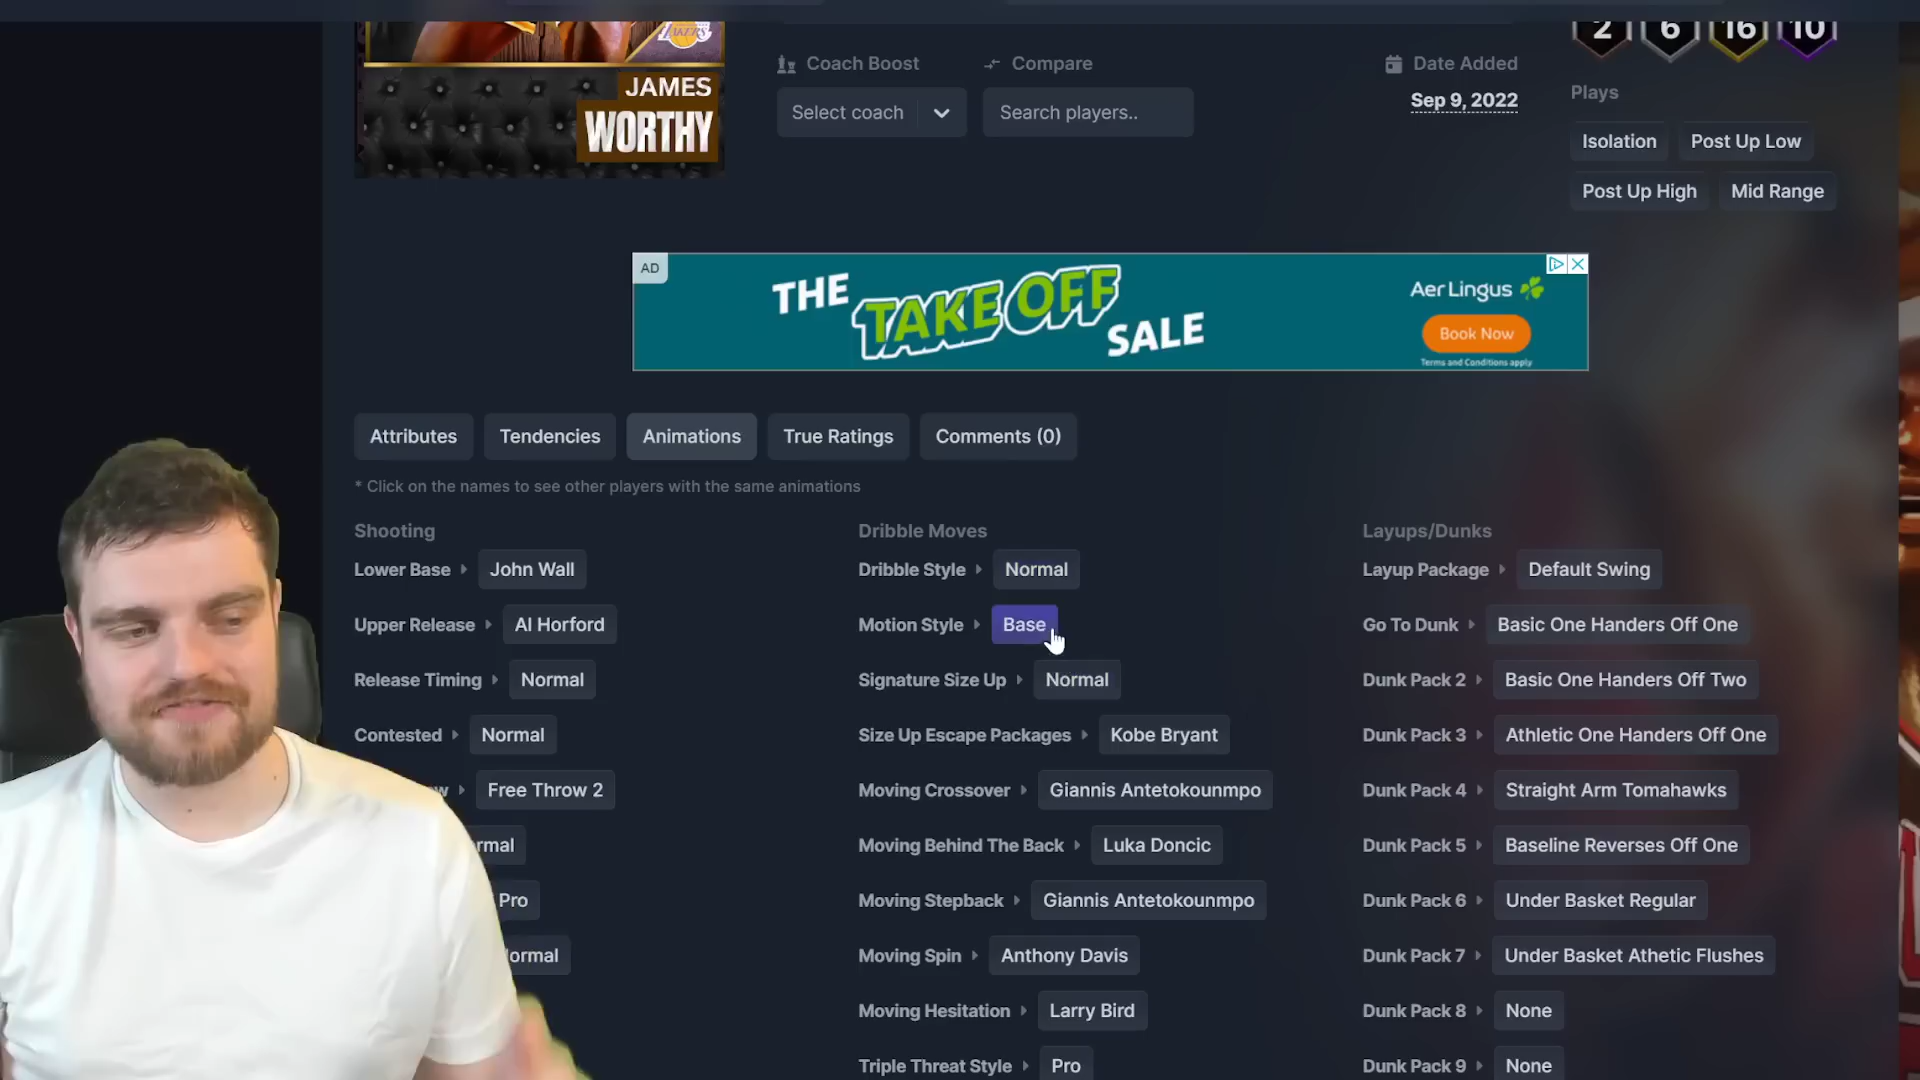 LAKERS
JAMES
WORTHY
Coach Boost
Compare
Select coach
Search players..
Date Added
Sep 9, 2022
2 6 16 10
Plays
Isolation
Post Up Low
Post Up High
Mid Range
AD
THE TAKE OFF SALE
Aer Lingus
Book Now
Terms and Conditions apply
Attributes
Tendencies
Animations
True Ratings
Comments (0)
* Click on the names to see other players with the same animations
Shooting
Lower Base John Wall
Upper Release Al Horford
Release Timing Normal
Contested Normal
w Free Throw 2
rmal
Pro
ormal
Dribble Moves
Dribble Style Normal
Motion Style Base
Signature Size Up Normal
Size Up Escape Packages Kobe Bryant
Moving Crossover Giannis Antetokounmpo
Moving Behind The Back Luka Doncic
Moving Stepback Giannis Antetokounmpo
Moving Spin Anthony Davis
Moving Hesitation Larry Bird
Triple Threat Style Pro
Layups/Dunks
Layup Package Default Swing
Go To Dunk Basic One Handers Off One
Dunk Pack 2 Basic One Handers Off Two
Dunk Pack 3 Athletic One Handers Off One
Dunk Pack 4 Straight Arm Tomahawks
Dunk Pack 5 Baseline Reverses Off One
Dunk Pack 6 Under Basket Regular
Dunk Pack 7 Under Basket Athetic Flushes
Dunk Pack 8 None
Dunk Pack 9 None